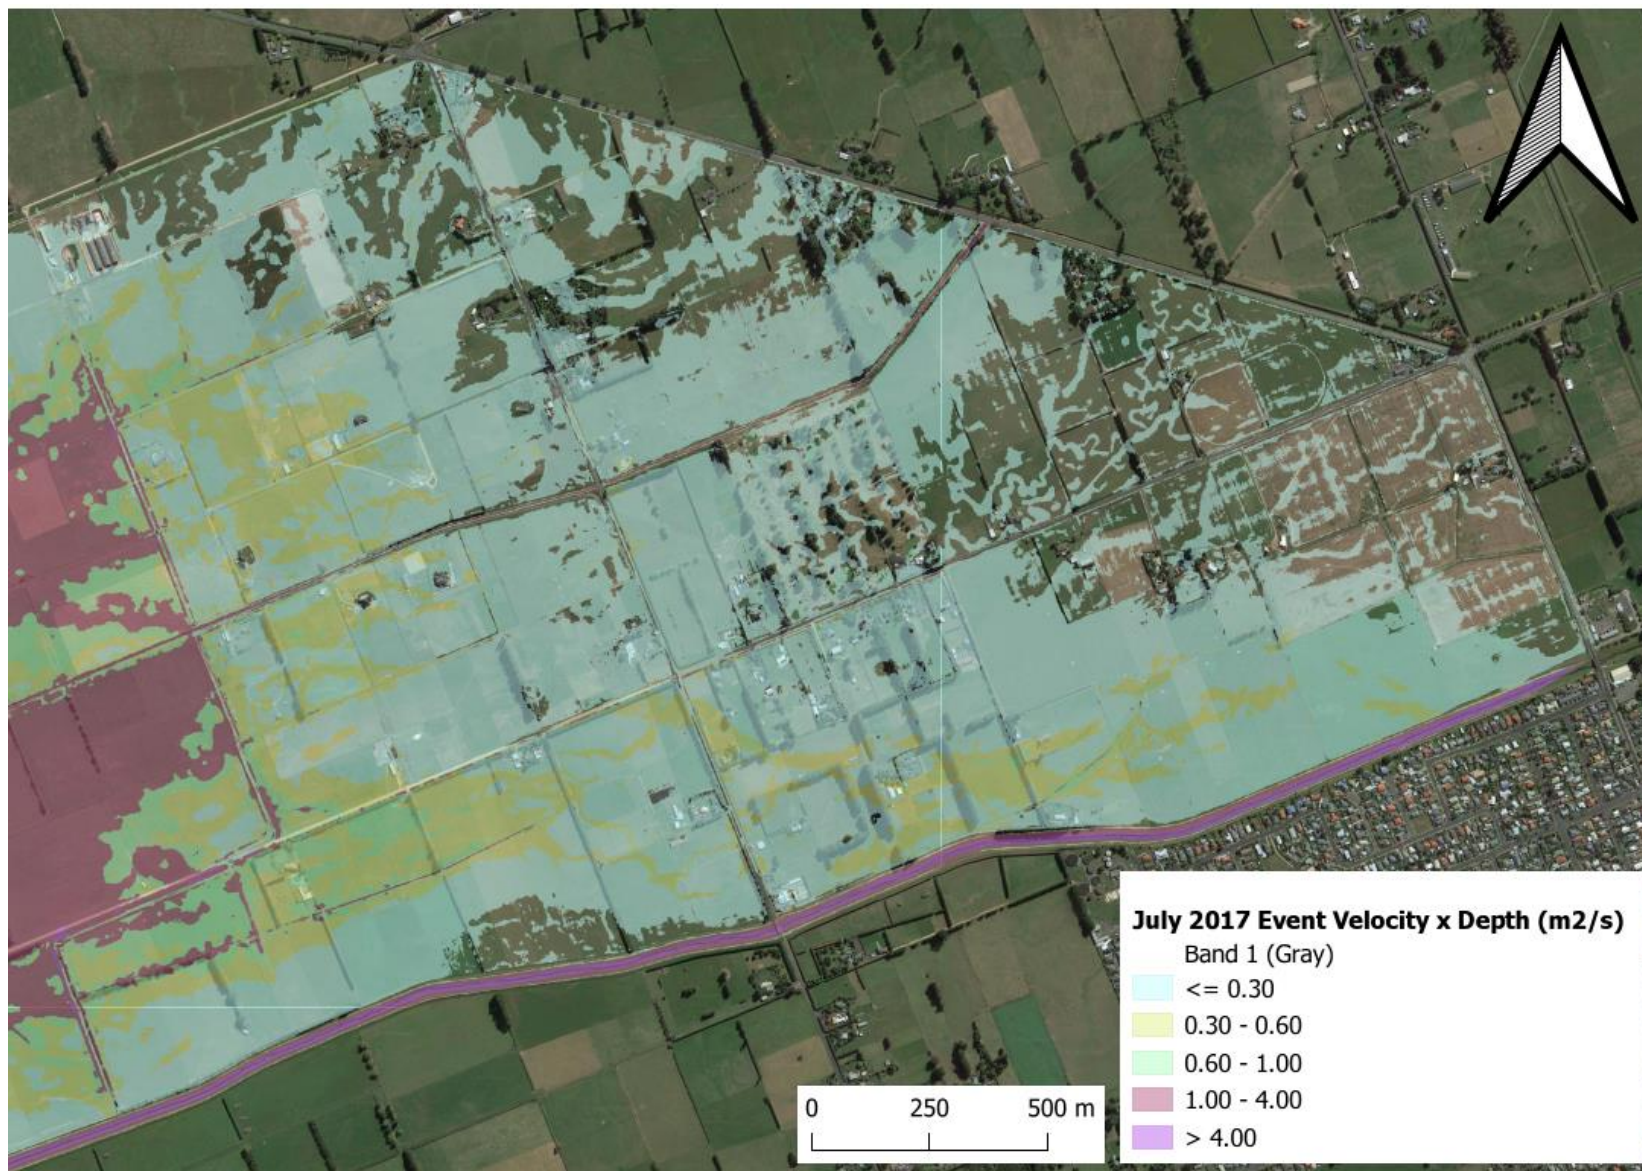 July 2017 Event Velocity x Depth (m2/s)
Band 1 (Gray)
<= 0.30
0.30 - 0.60
0.60 - 1.00
1.00 - 4.00
> 4.00
0 250 500 m